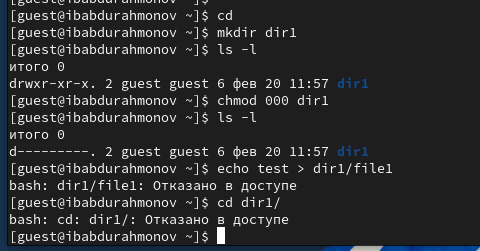 [guest@ibabdurahmonov ~]$
[guest@ibabdurahmonov ~]$ cd
[guest@ibabdurahmonov ~]$ mkdir dir1
[guest@ibabdurahmonov ~]$ ls -l
итого 0
drwxr-xr-x. 2 guest guest 6 фев 20 11:57 dir1
[guest@ibabdurahmonov ~]$ chmod 000 dir1
[guest@ibabdurahmonov ~]$ ls -l
итого 0
d---------. 2 guest guest 6 фев 20 11:57 dir1
[guest@ibabdurahmonov ~]$ echo test > dir1/file1
bash: dir1/file1: Отказано в доступе
[guest@ibabdurahmonov ~]$ cd dir1/
bash: cd: dir1/: Отказано в доступе
[guest@ibabdurahmonov ~]$